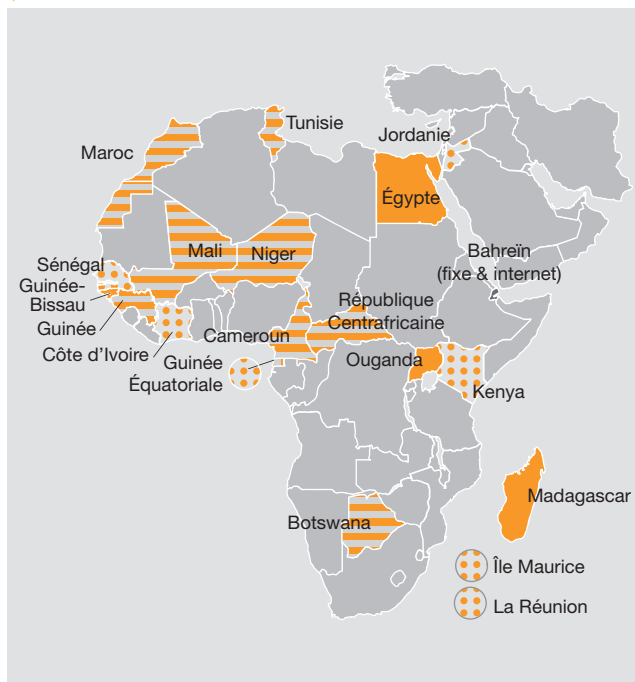 Tunisie
Jordanie
Maroc
Égypte
Mali
Niger
Bahreïn
(fixe & internet)
Sénégal
Guinée-
Bissau
République
Centrafricaine
Guinée
Cameroun
Côte d'Ivoire
Guinée
Équatoriale
Ouganda
Kenya
Madagascar
Botswana
Île Maurice
La Réunion